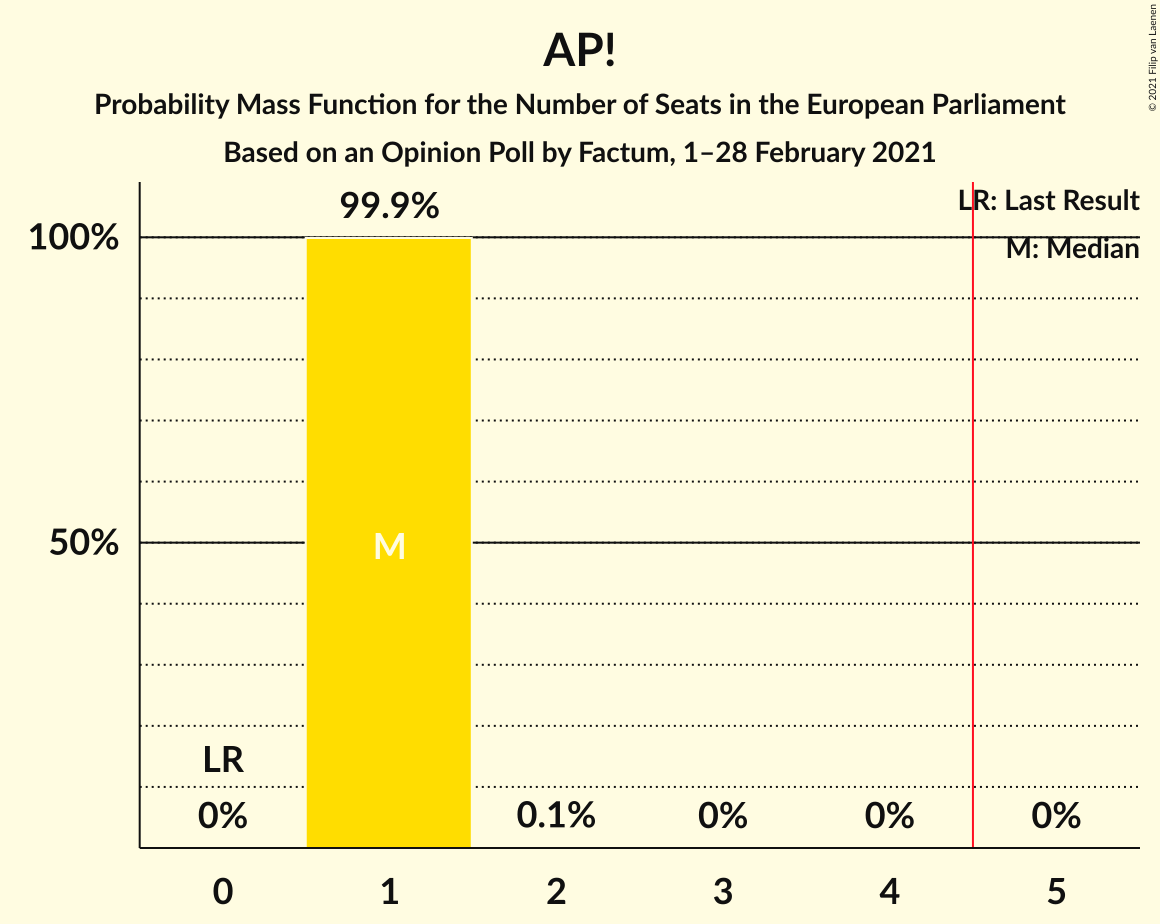 AP!
Probability Mass Function for the Number of Seats in the European Parliament
Based on an Opinion Poll by Factum, 1–28 February 2021
© 2021 Filip van Laenen
LR: Last Result
M: Median
99.9%
100%
50%
M
LR
0%
0.1%
0%
0%
0%
0
1
2
3
4
5